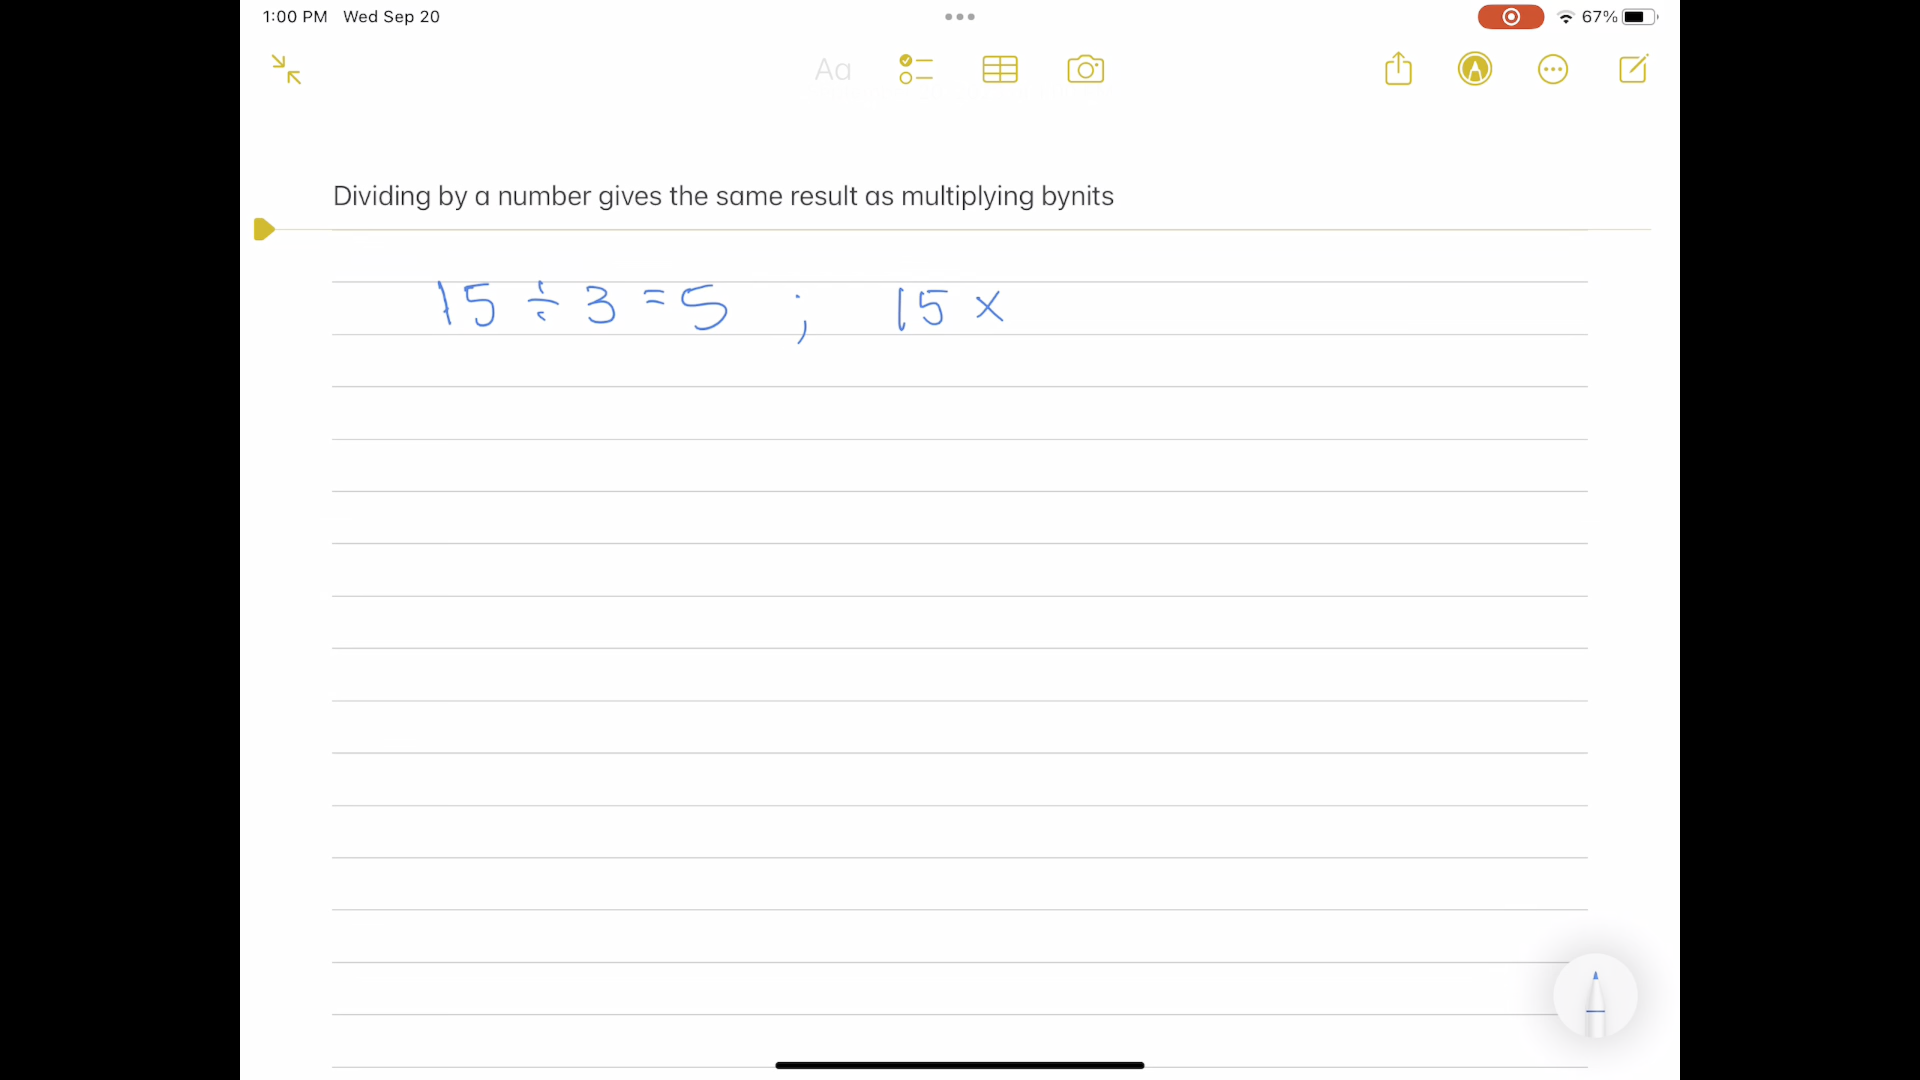 1:00 PM Wed Sep 20 67%
Aa
Dividing by a number gives the same result as multiplying bynits
15 ÷ 3 = 5 ; 15 ×